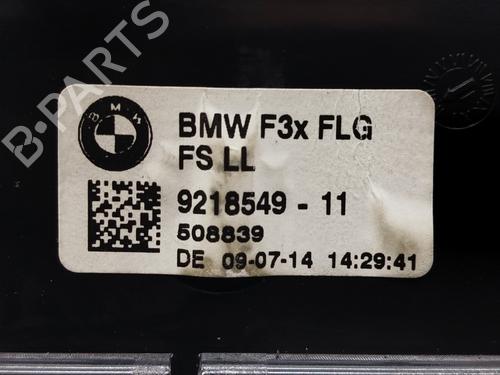 B-PARTS
BMW
BMW F3x FLG
FS LL
9218549 - 11
508839
DE 09-07-14 14:29:41